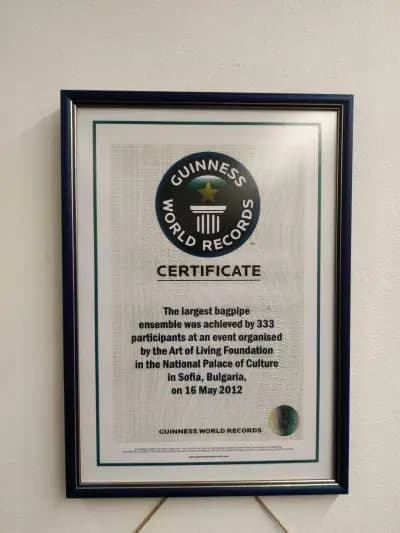 GUINNESS
WORLD RECORDS
™
CERTIFICATE
The largest bagpipe
ensemble was achieved by 333
participants at an event organised
by the Art of Living Foundation
in the National Palace of Culture
in Sofia, Bulgaria,
on 16 May 2012
GUINNESS WORLD RECORDS